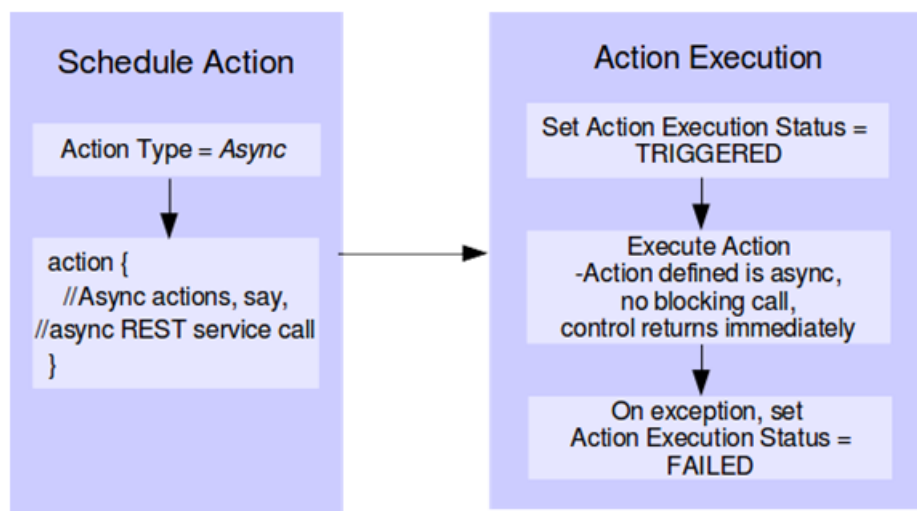 Schedule Action
Action Type = Async
action {
//Async actions, say,
//async REST service call
}
Action Execution
Set Action Execution Status =
TRIGGERED
Execute Action
-Action defined is async,
no blocking call,
control returns immediately
On exception, set
Action Execution Status =
FAILED